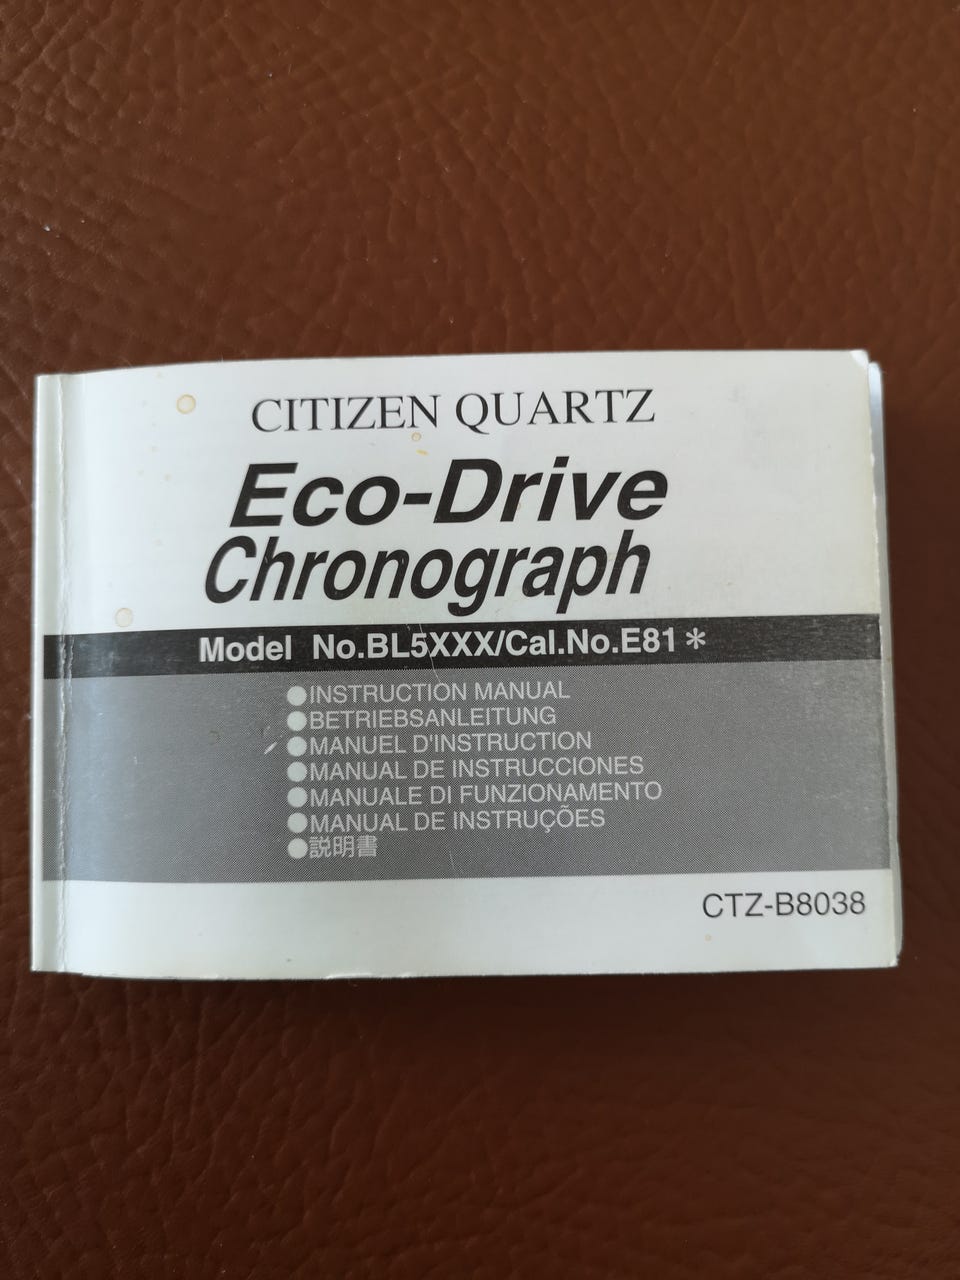 CITIZEN QUARTZ
Eco-Drive
Chronograph
Model No.BL5XXX/Cal.No.E81*
●INSTRUCTION MANUAL
●BETRIEBSANLEITUNG
●MANUEL D'INSTRUCTION
●MANUAL DE INSTRUCCIONES
●MANUALE DI FUNZIONAMENTO
●MANUAL DE INSTRUÇÕES
●説明書
CTZ-B8038